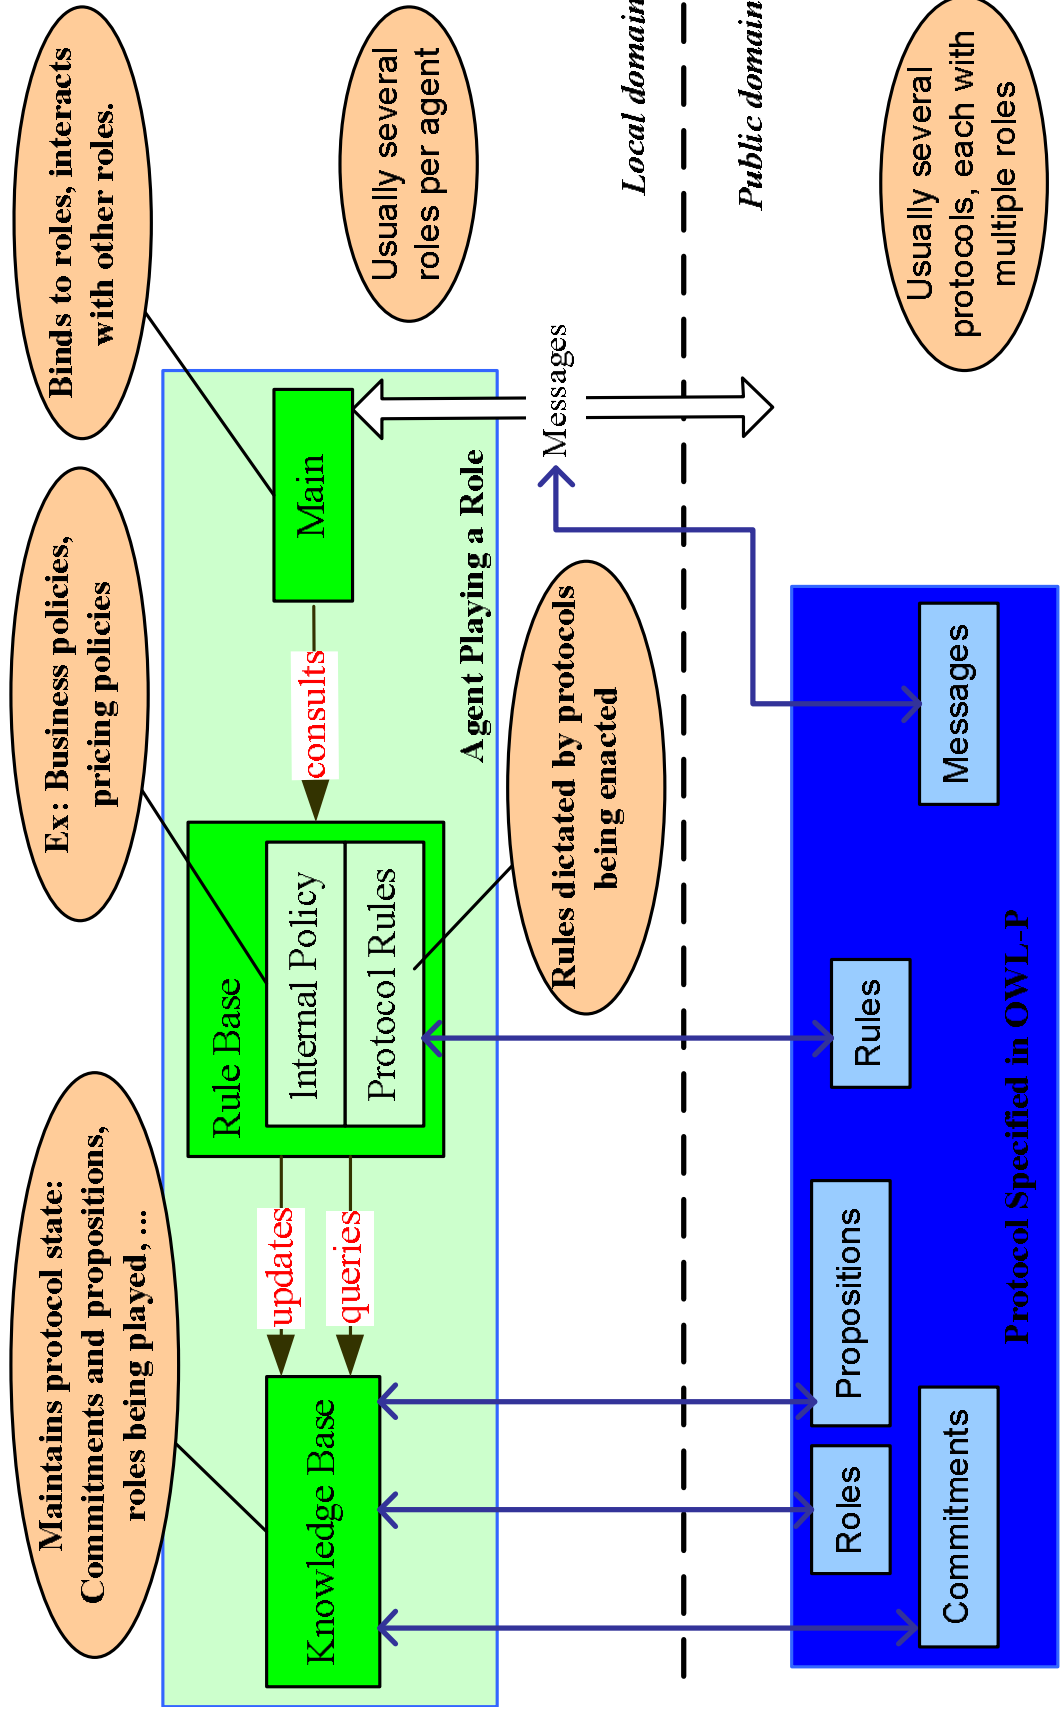 Maintains protocol state:
Commitments and propositions,
roles being played, ...
Ex: Business policies,
pricing policies
Binds to roles, interacts
with other roles.
Knowledge Base
updates
queries
Rule Base
Internal Policy
Protocol Rules
consults
Main
Agent Playing a Role
Usually several
roles per agent
Rules dictated by protocols
being enacted
Messages
Local domain
Public domain
Roles
Propositions
Commitments
Rules
Messages
Protocol Specified in OWL-P
Usually several
protocols, each with
multiple roles